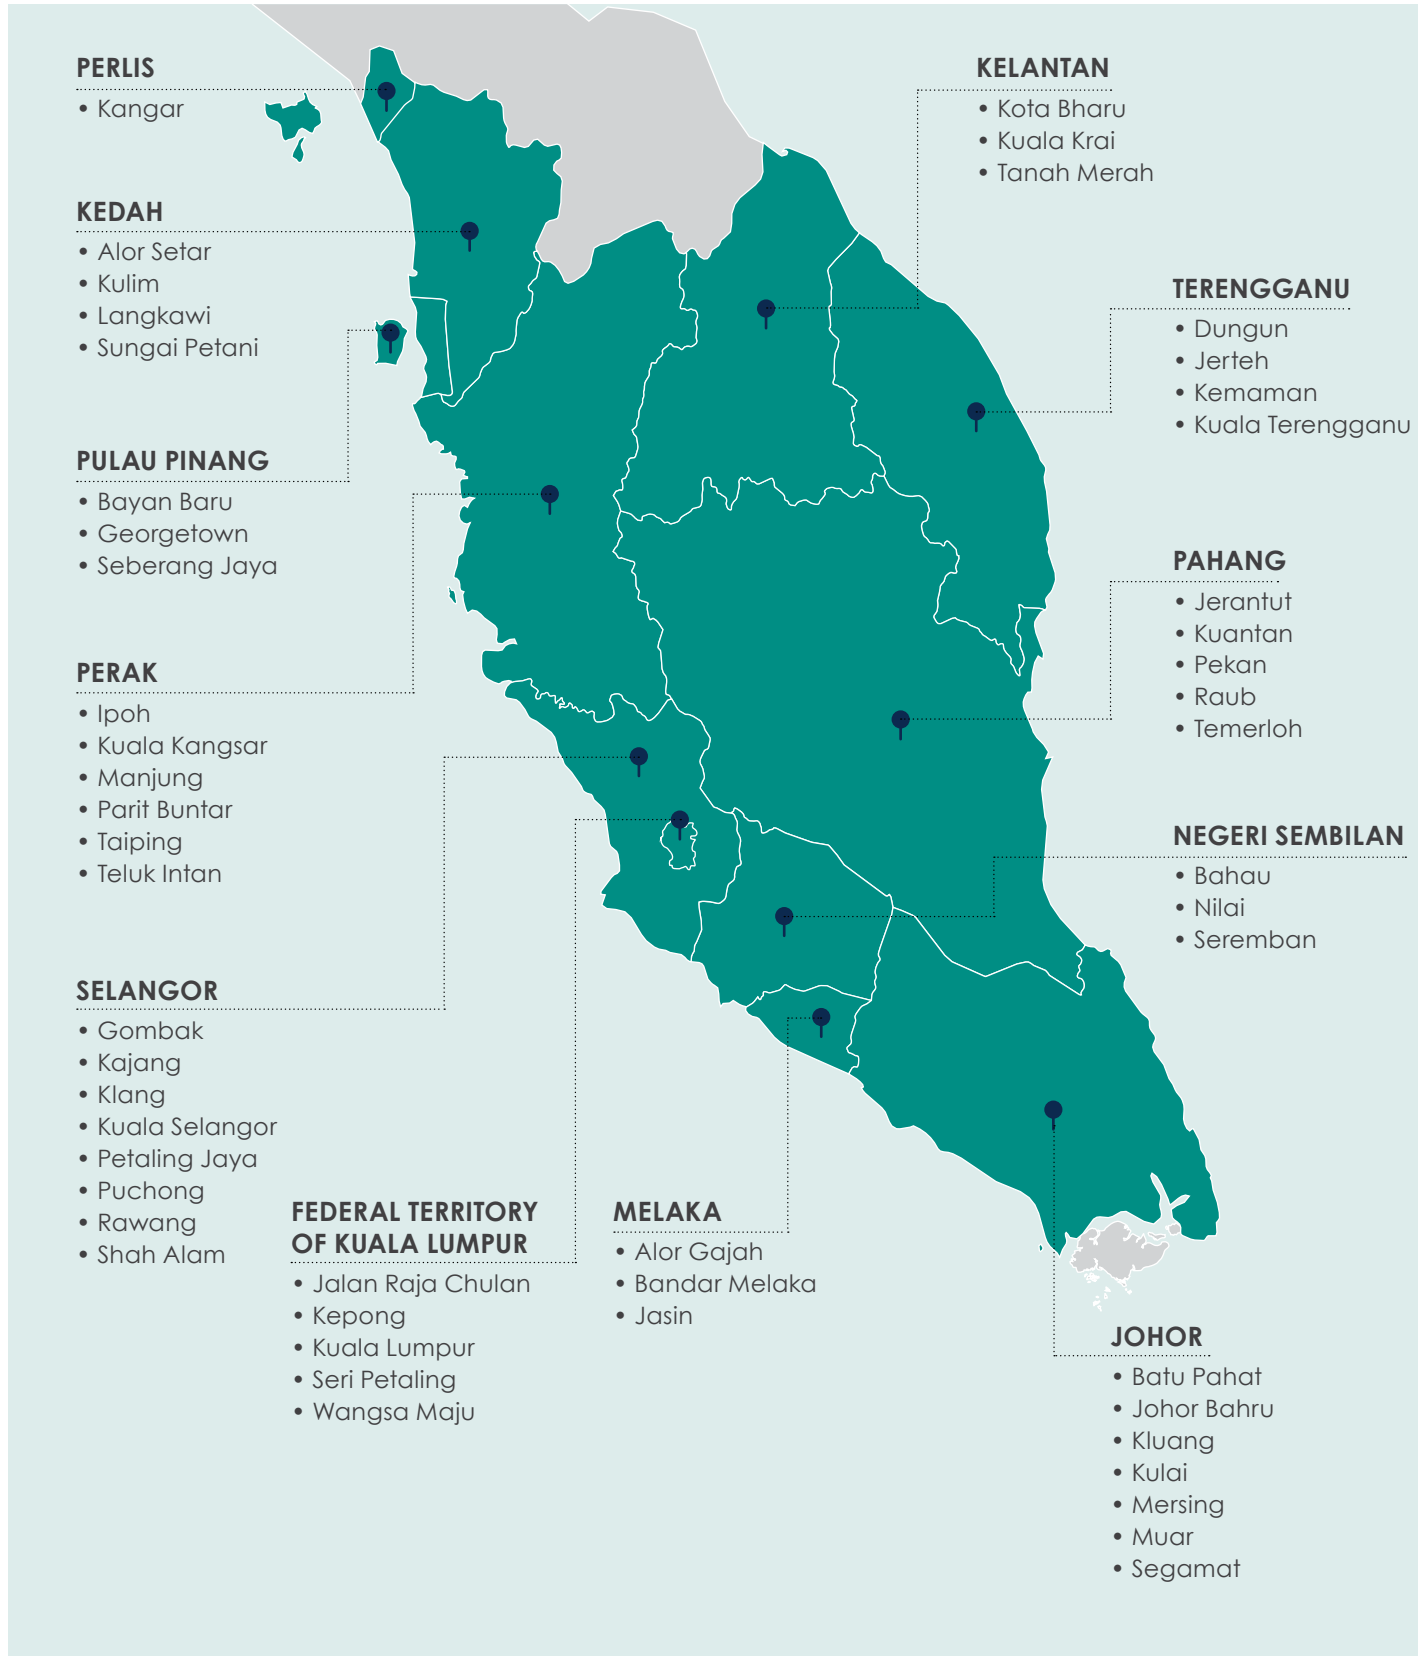 PERLIS
• Kangar
KEDAH
• Alor Setar
• Kulim
• Langkawi
• Sungai Petani
PULAU PINANG
• Bayan Baru
• Georgetown
• Seberang Jaya
PERAK
• Ipoh
• Kuala Kangsar
• Manjung
• Parit Buntar
• Taiping
• Teluk Intan
SELANGOR
• Gombak
• Kajang
• Klang
• Kuala Selangor
• Petaling Jaya
• Puchong
• Rawang
• Shah Alam
FEDERAL TERRITORY
OF KUALA LUMPUR
• Jalan Raja Chulan
• Kepong
• Kuala Lumpur
• Seri Petaling
• Wangsa Maju
MELAKA
• Alor Gajah
• Bandar Melaka
• Jasin
KELANTAN
• Kota Bharu
• Kuala Krai
• Tanah Merah
TERENGGANU
• Dungun
• Jerteh
• Kemaman
• Kuala Terengganu
PAHANG
• Jerantut
• Kuantan
• Pekan
• Raub
• Temerloh
NEGERI SEMBILAN
• Bahau
• Nilai
• Seremban
JOHOR
• Batu Pahat
• Johor Bahru
• Kluang
• Kulai
• Mersing
• Muar
• Segamat